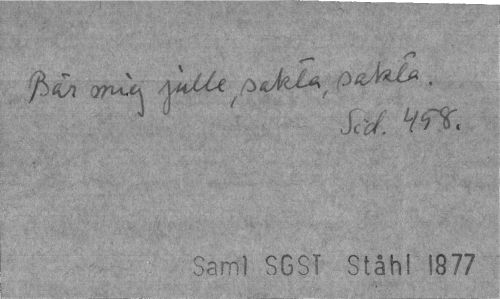 Bär mig julle, sakta, sakta.
Sid. 458.
Saml SGST Ståhl 1877